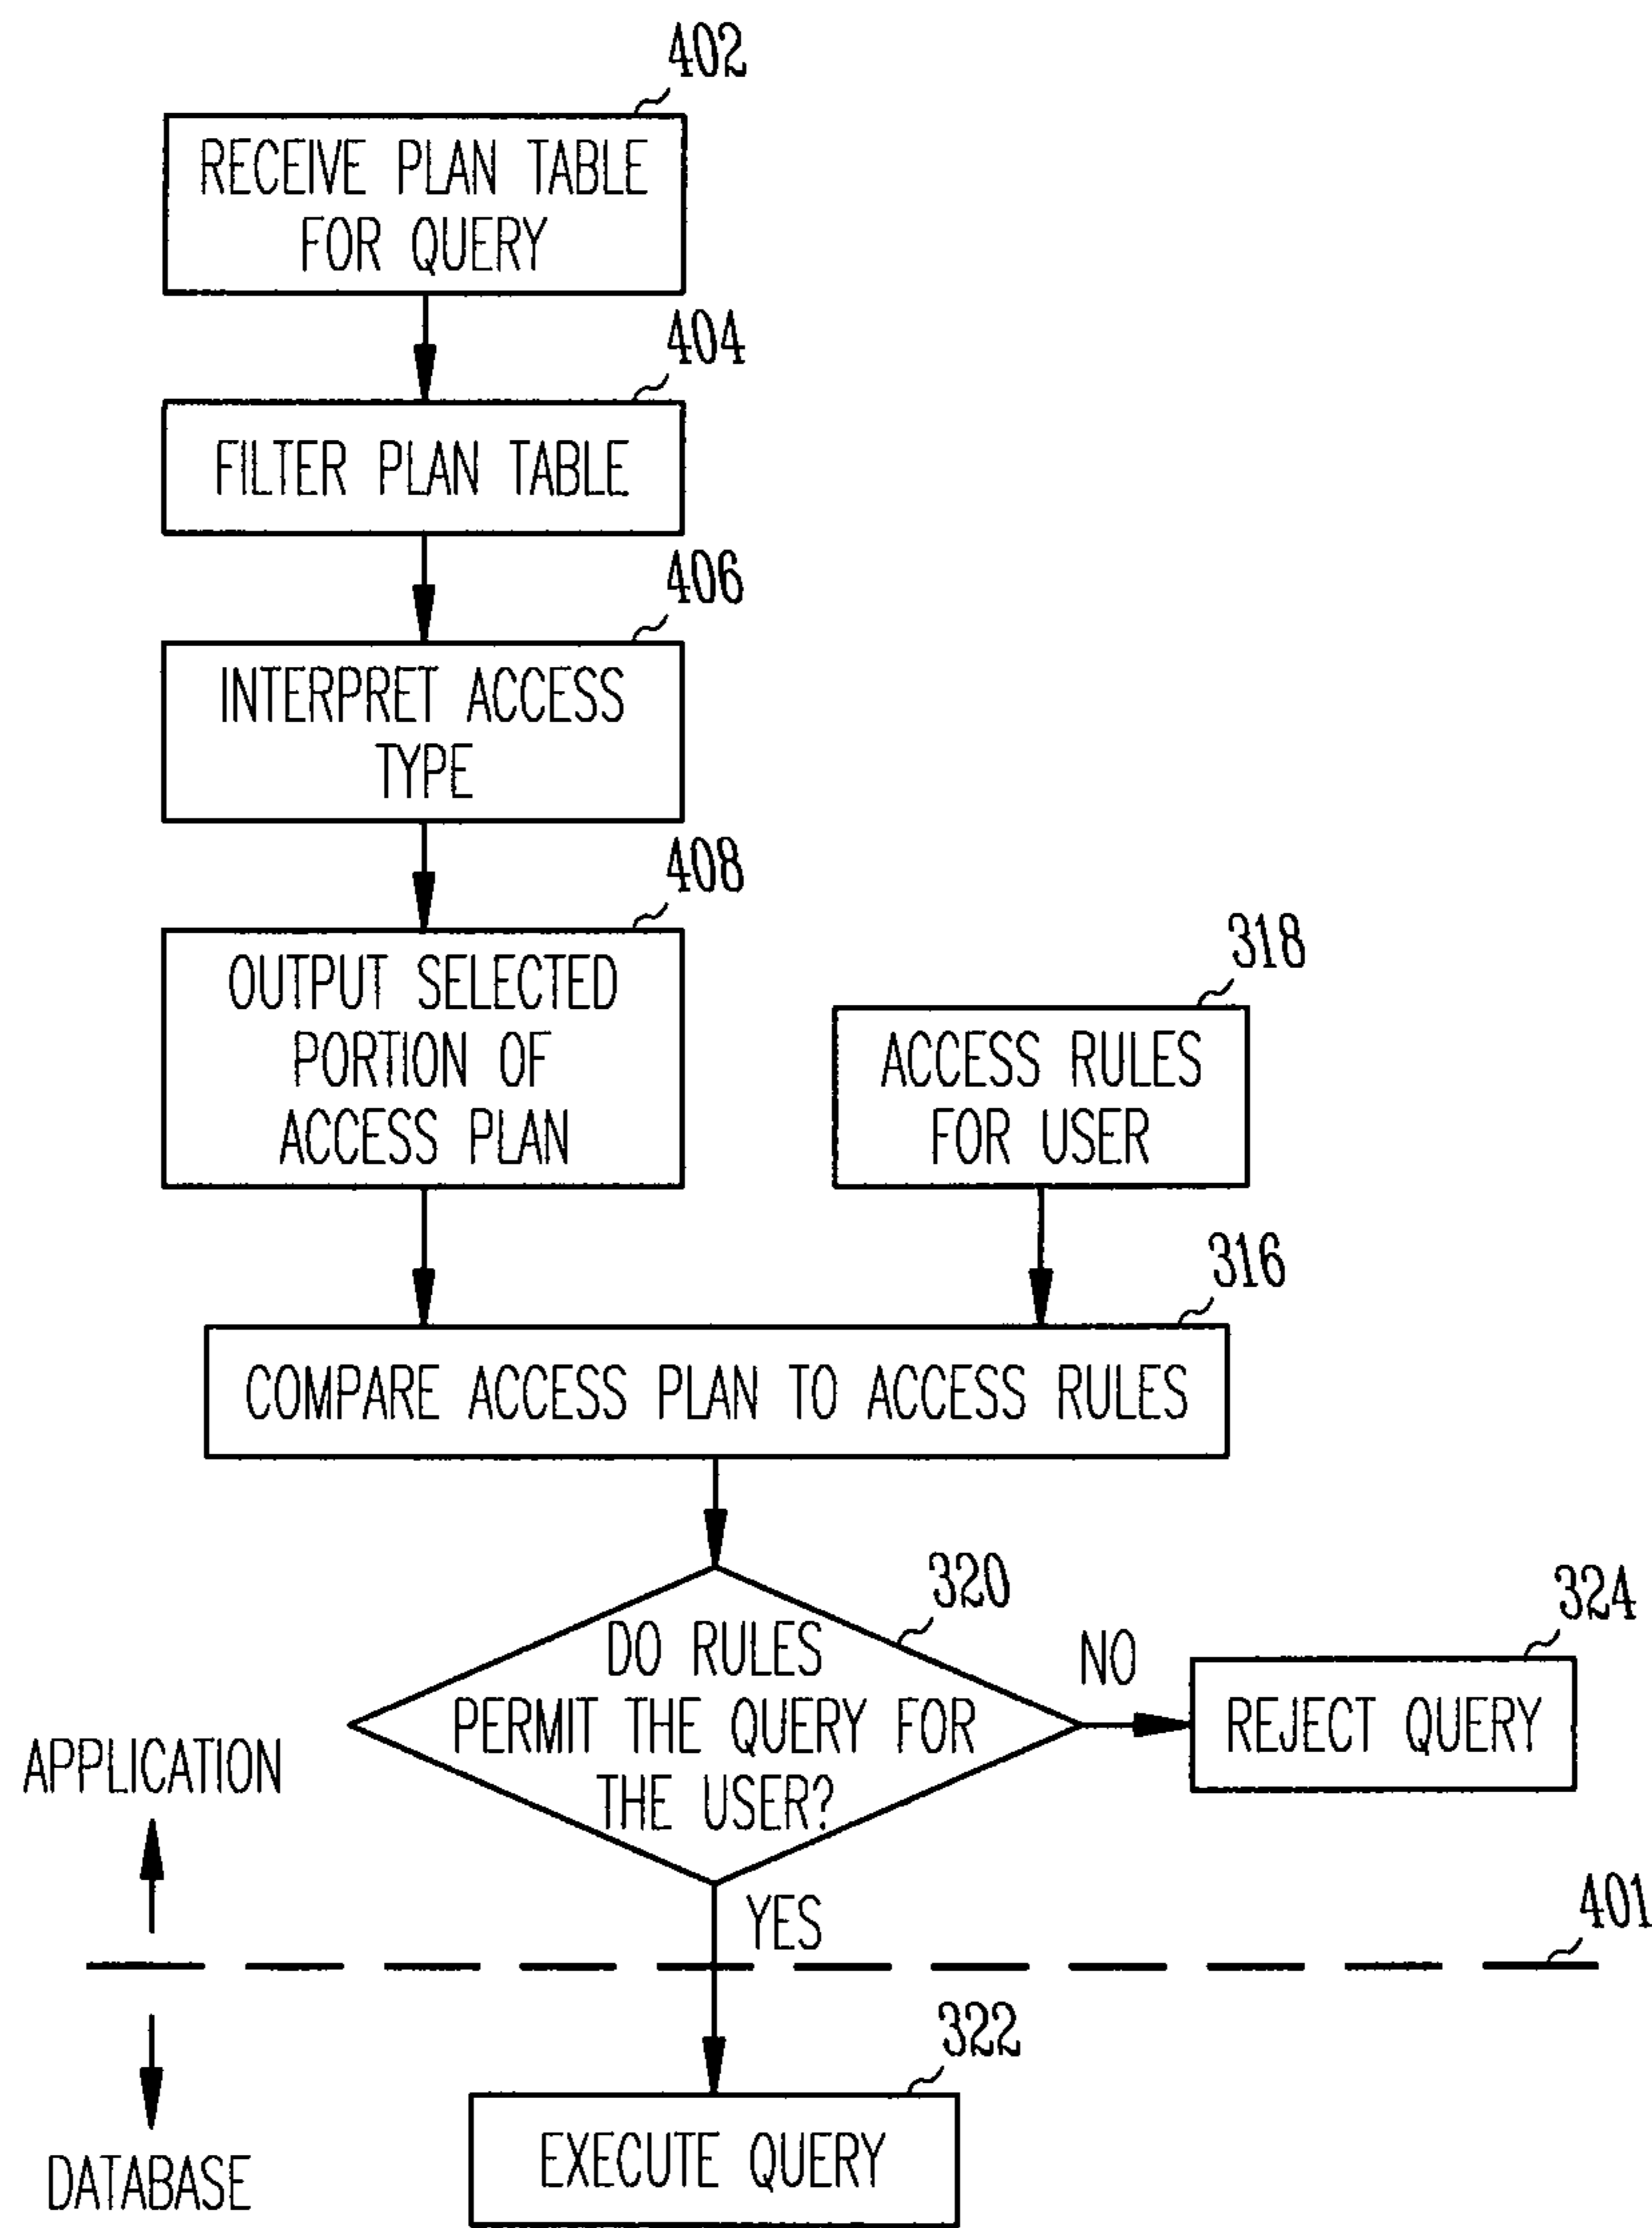 402
RECEIVE PLAN TABLE
FOR QUERY
404
FILTER PLAN TABLE
406
INTERPRET ACCESS
TYPE
408
OUTPUT SELECTED
PORTION OF
ACCESS PLAN
318
ACCESS RULES
FOR USER
316
COMPARE ACCESS PLAN TO ACCESS RULES
320
DO RULES
PERMIT THE QUERY FOR
THE USER?
NO
324
REJECT QUERY
APPLICATION
YES
401
322
EXECUTE QUERY
DATABASE